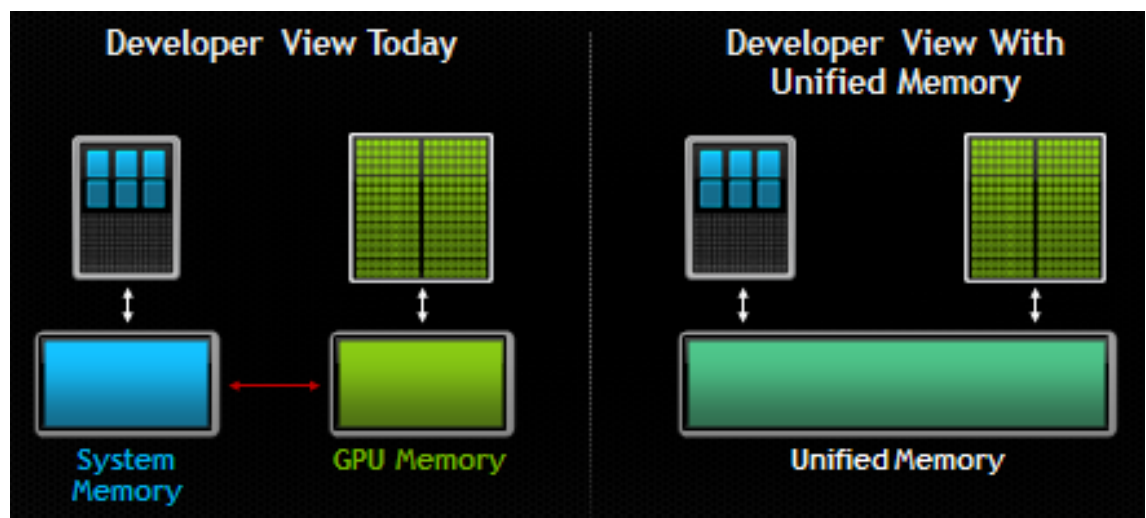 Developer View Today
Developer View With
Unified Memory
System
Memory
GPU Memory
Unified Memory